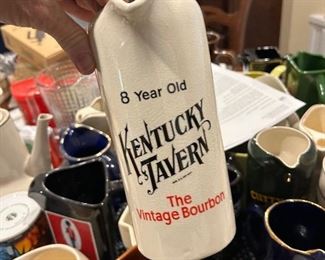 8 Year Old
KENTUCKY
TAVERN
The
Vintage Bourbon